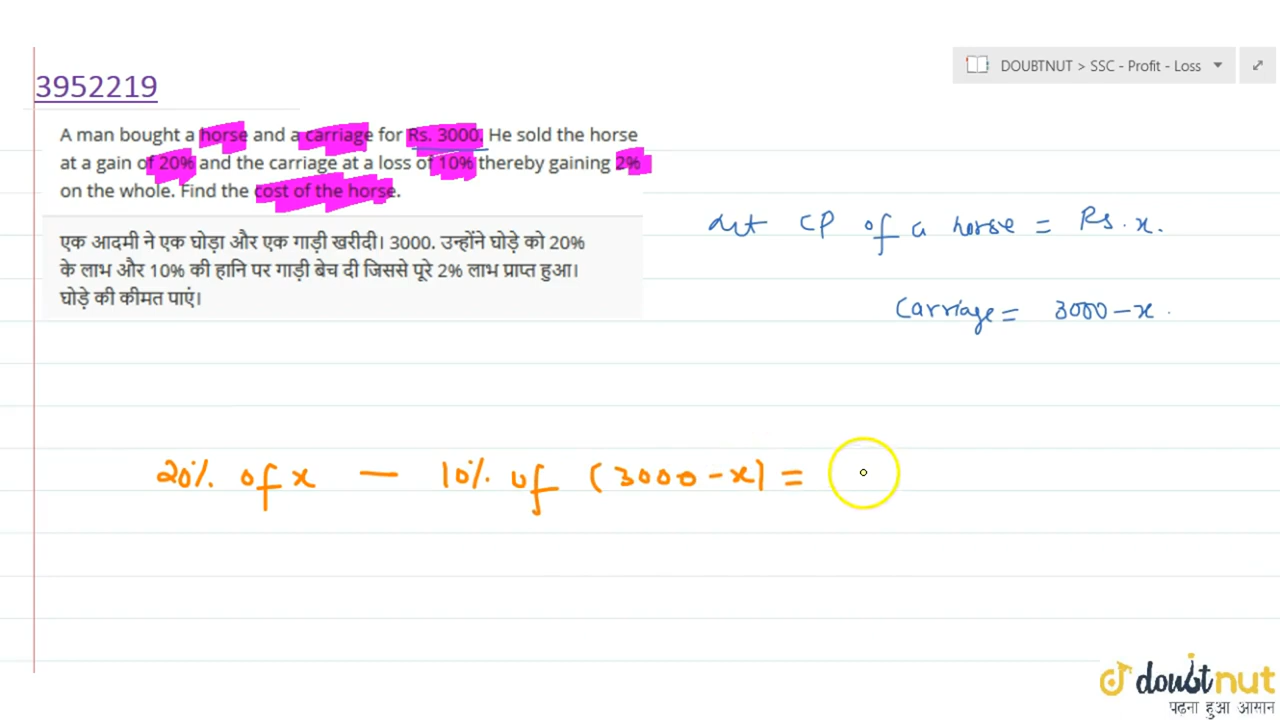 3952219
DOUBTNUT > SSC - Profit - Loss
A man bought a horse and a carriage for Rs. 3000. He sold the horse
at a gain of 20% and the carriage at a loss of 10% thereby gaining 2%
on the whole. Find the cost of the horse.
एक आदमी ने एक घोड़ा और एक गाड़ी खरीदी। 3000. उन्होंने घोड़े को 20%
के लाभ और 10% की हानि पर गाड़ी बेच दी जिससे पूरे 2% लाभ प्राप्त हुआ।
घोड़े की कीमत पाएं।
Let CP of a horse = Rs. x.
Carriage = 3000 - x.
20% of x - 10% of (3000 - x) =
doubtnut
पढ़ना हुआ आसान